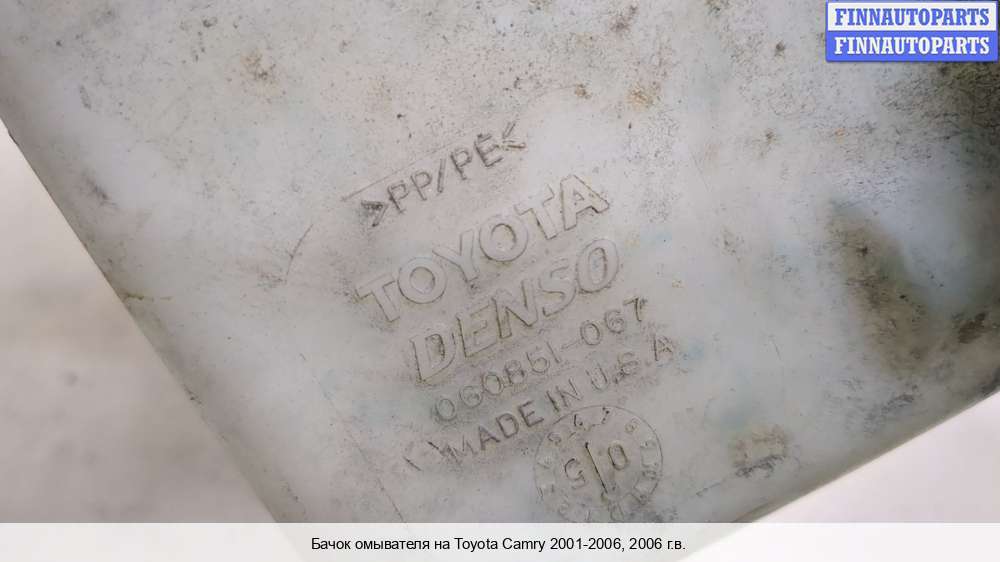 FINNAUTOPARTS
FINNAUTOPARTS
>PP/PE<
TOYOTA
DENSO
060851-067
MADE IN U.S.A
Бачок омывателя на Toyota Camry 2001-2006, 2006 г.в.